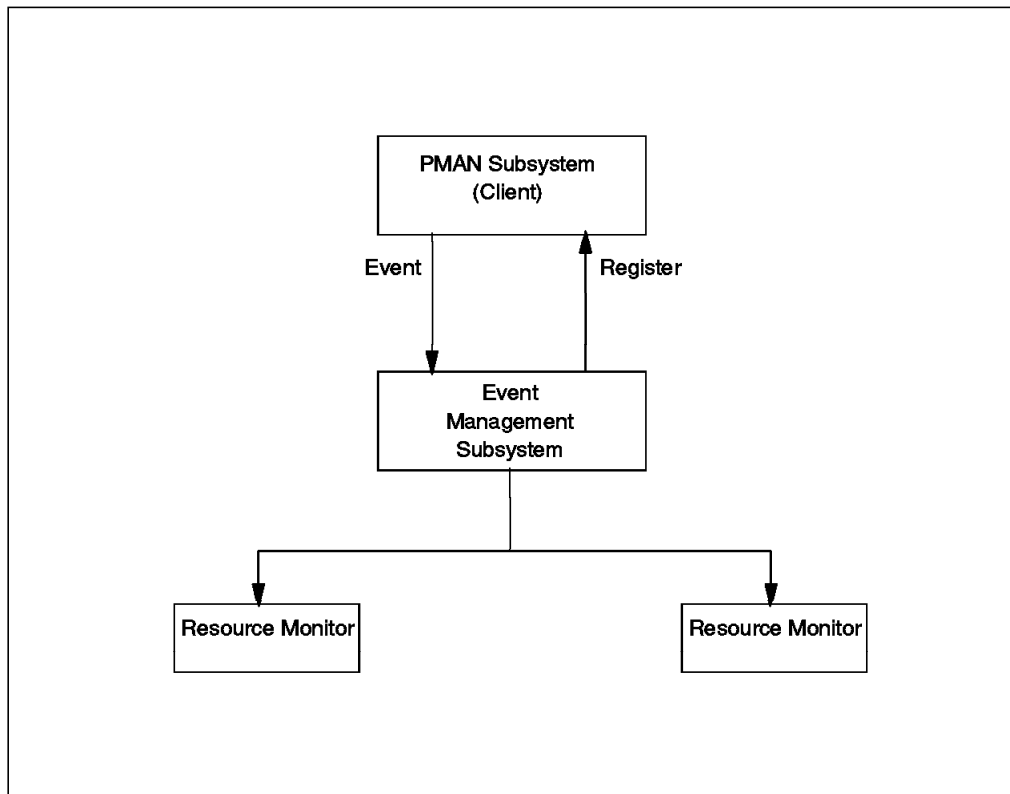 PMAN Subsystem
(Client)
Event
Register
Event
Management
Subsystem
Resource Monitor
Resource Monitor